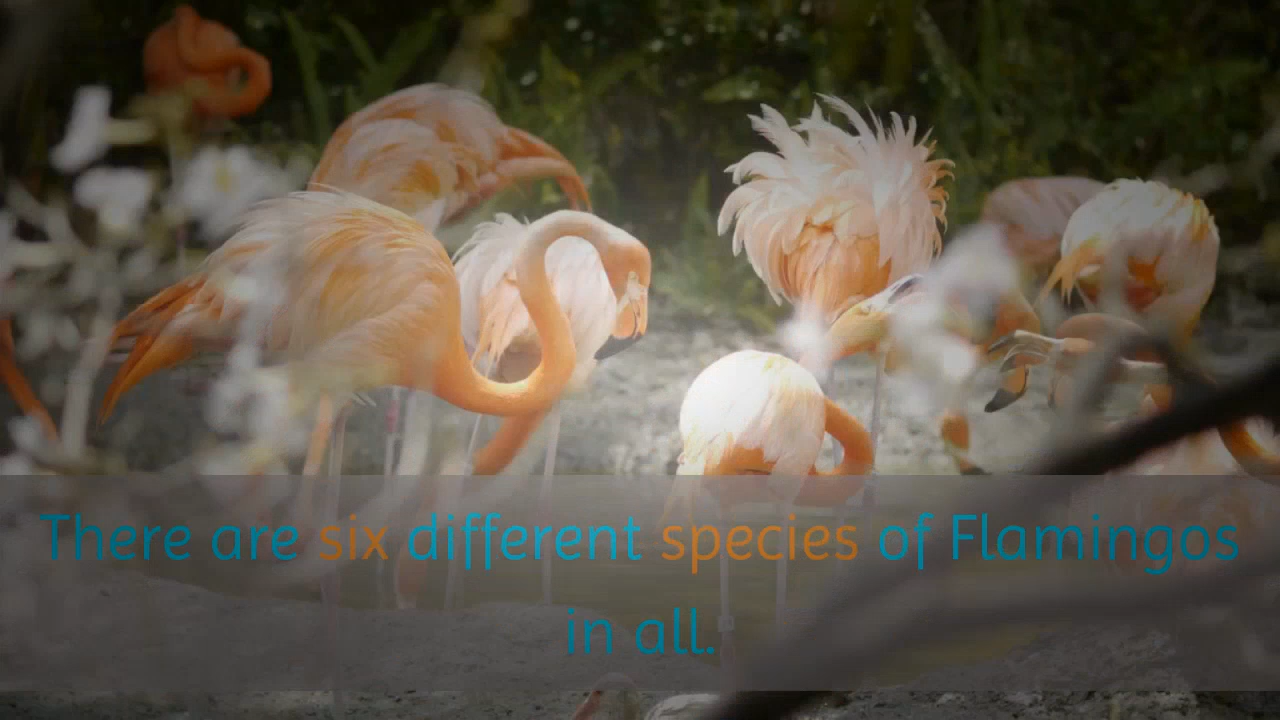 There are six different species of Flamingos
in all.